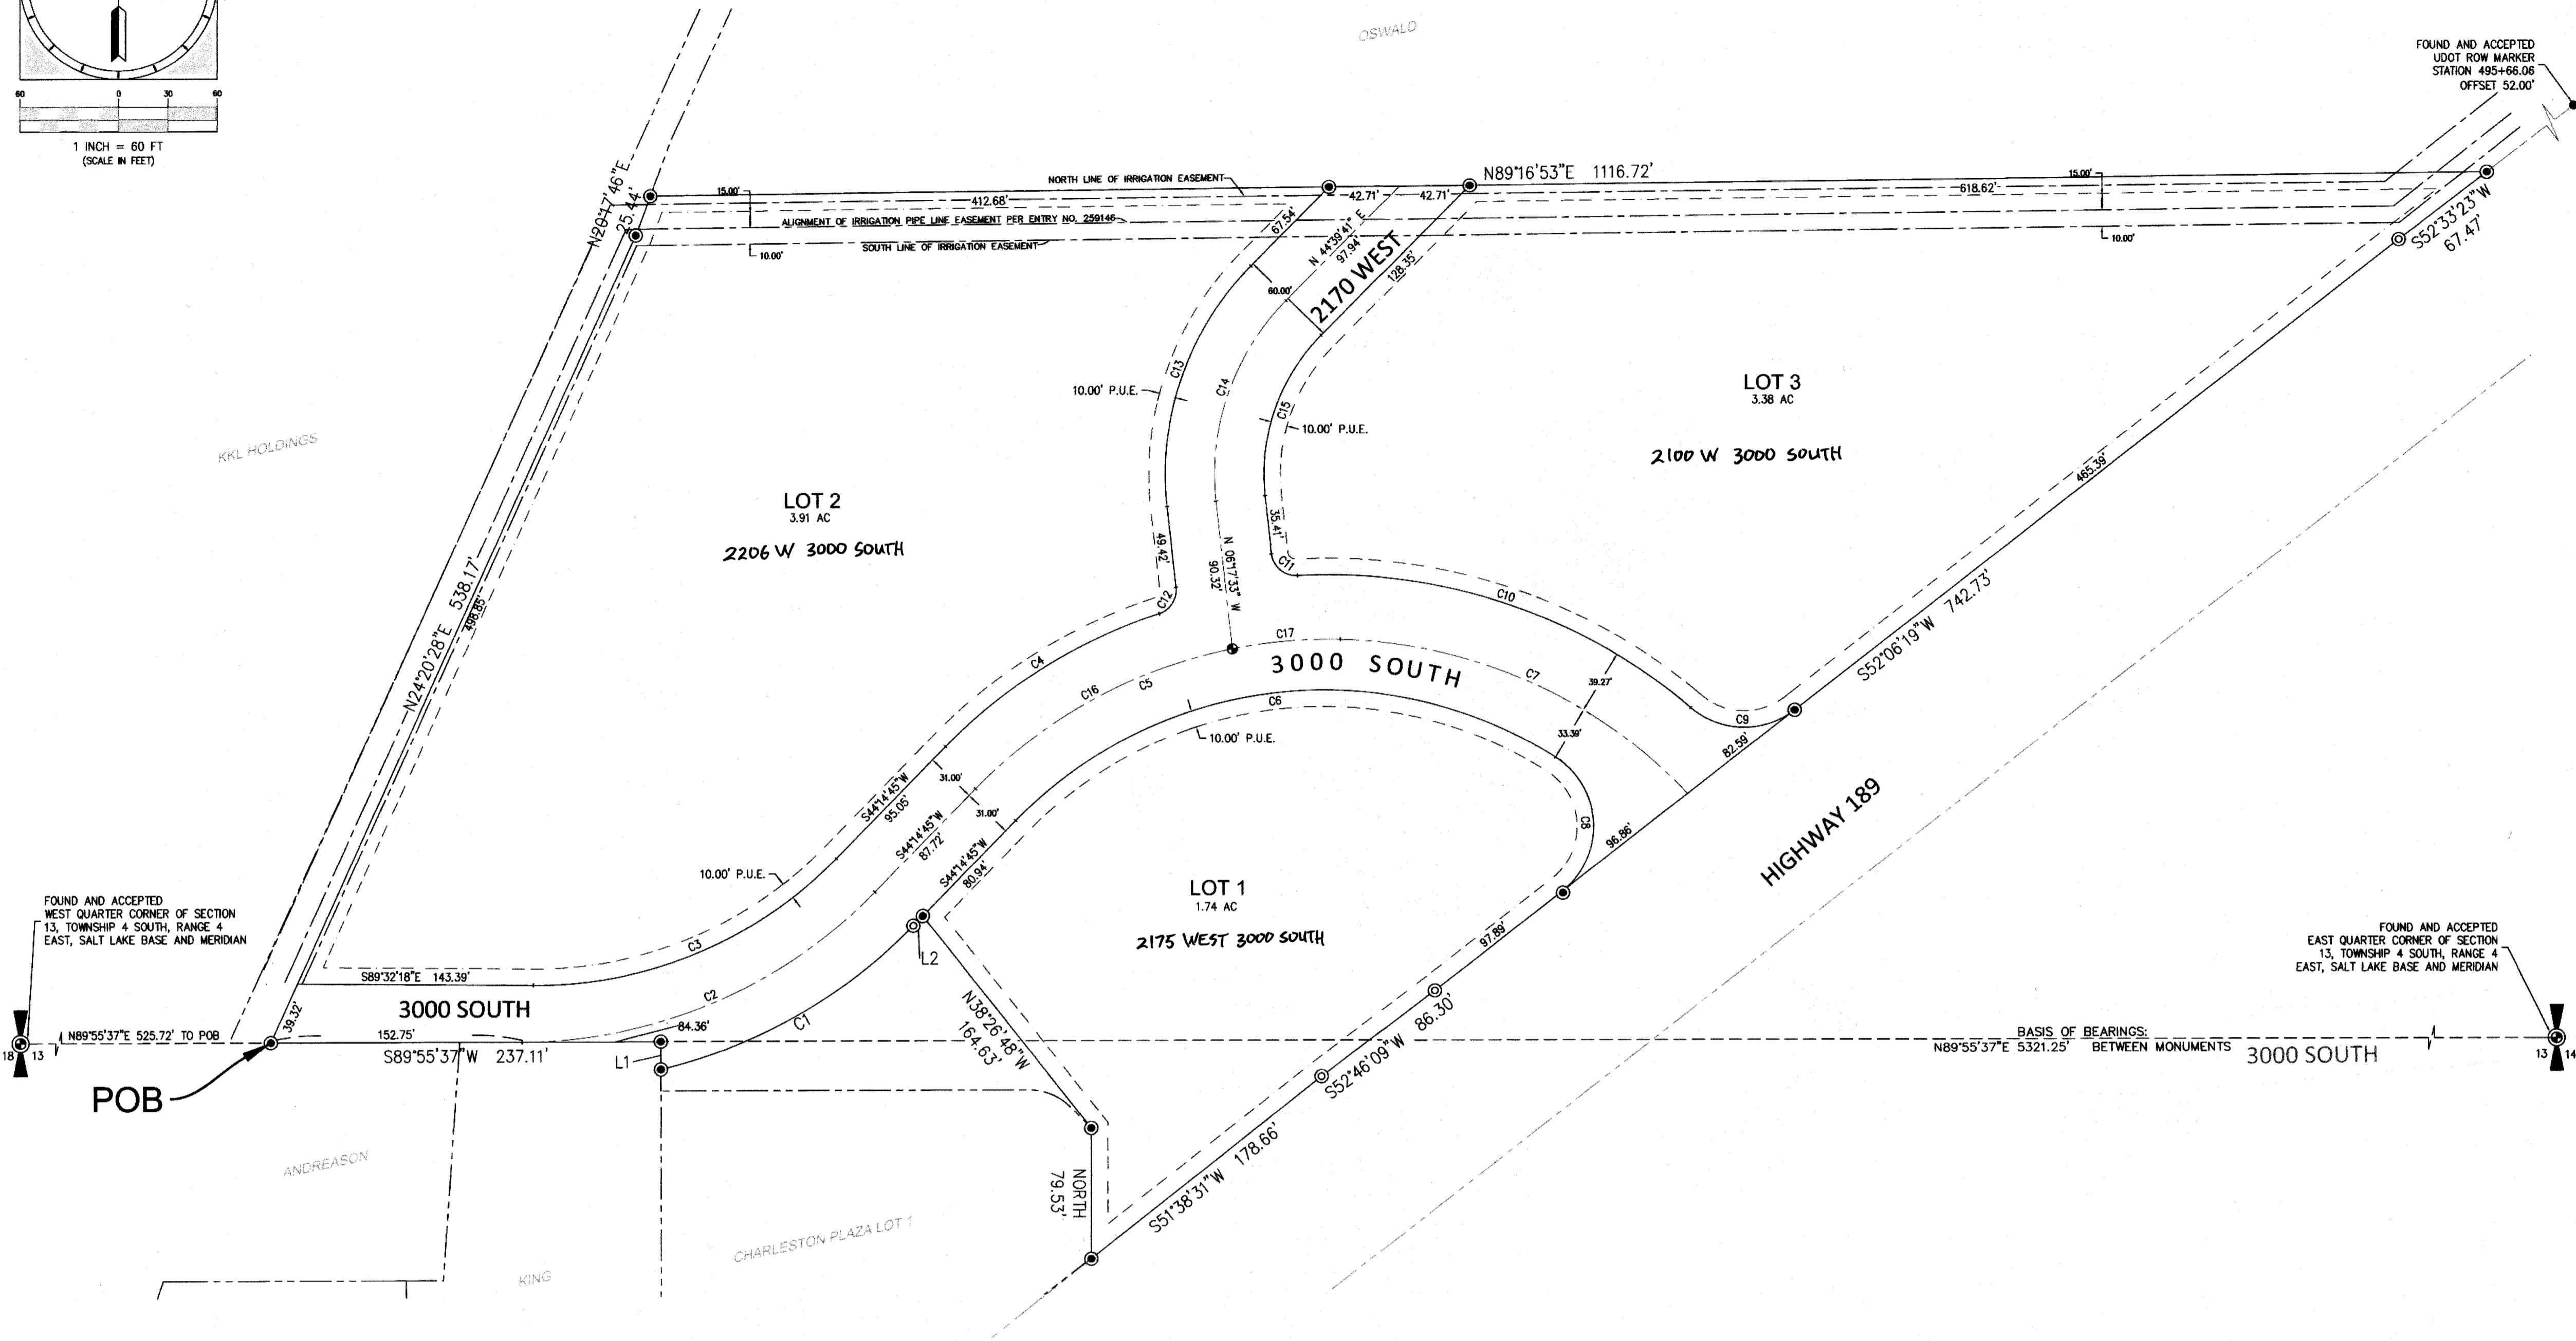 OSWALD
FOUND AND ACCEPTED
UDOT ROW MARKER
STATION 495+66.06
OFFSET 52.00'
60 0 30 60
1 INCH = 60 FT
(SCALE IN FEET)
N20°17'46"E
25.44'
15.00'
NORTH LINE OF IRRIGATION EASEMENT
412.68'
ALIGNMENT OF IRRIGATION PIPE LINE EASEMENT PER ENTRY NO. 259146
SOUTH LINE OF IRRIGATION EASEMENT
10.00'
67.54'
42.71'
42.71'
N89°16'53"E 1116.72'
618.62'
15.00'
10.00'
S52°33'23"W
67.47'
N 44°39'41" E
97.94'
2170 WEST
128.35'
60.00'
C13
C14
C15
10.00' P.U.E.
10.00' P.U.E.
KKL HOLDINGS
LOT 3
3.38 AC
2100 W 3000 SOUTH
465.39'
LOT 2
3.91 AC
2206 W 3000 SOUTH
49.42'
N 06°17'33" W
90.32'
35.41'
C11
C12
C10
538.17'
N24°20'28"E
498.85'
C4
C17
3000 SOUTH
C7
C16
C5
C6
39.27'
33.39'
C9
82.59'
S52°06'19"W 742.73'
10.00' P.U.E.
S44°14'45"W
95.05'
31.00'
31.00'
S44°14'45"W
87.72'
S44°14'45"W
80.94'
C8
96.86'
HIGHWAY 189
10.00' P.U.E.
LOT 1
1.74 AC
2175 WEST 3000 SOUTH
97.89'
FOUND AND ACCEPTED
WEST QUARTER CORNER OF SECTION
13, TOWNSHIP 4 SOUTH, RANGE 4
EAST, SALT LAKE BASE AND MERIDIAN
FOUND AND ACCEPTED
EAST QUARTER CORNER OF SECTION
13, TOWNSHIP 4 SOUTH, RANGE 4
EAST, SALT LAKE BASE AND MERIDIAN
C3
L2
S89°32'18"E 143.39'
3000 SOUTH
C2
39.32'
N89°55'37"E 525.72' TO POB
18 13
152.75'
84.36'
C1
S89°55'37"W 237.11'
L1
POB
N38°26'48"W
164.63'
S52°46'09"W 86.30'
BASIS OF BEARINGS:
N89°55'37"E 5321.25' BETWEEN MONUMENTS
3000 SOUTH
13 14
NORTH
79.53'
S51°38'31"W 178.66'
ANDREASON
KING
CHARLESTON PLAZA LOT 1